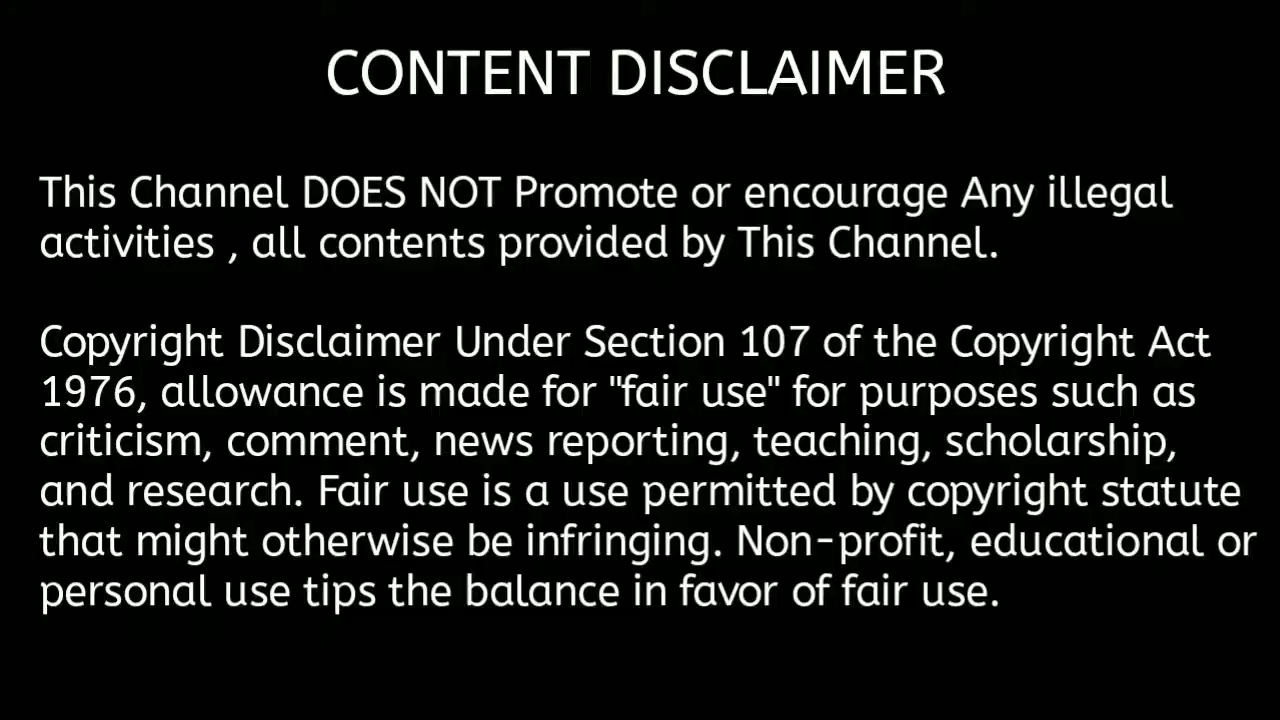 CONTENT DISCLAIMER
This Channel DOES NOT Promote or encourage Any illegal
activities , all contents provided by This Channel.
Copyright Disclaimer Under Section 107 of the Copyright Act
1976, allowance is made for "fair use" for purposes such as
criticism, comment, news reporting, teaching, scholarship,
and research. Fair use is a use permitted by copyright statute
that might otherwise be infringing. Non-profit, educational or
personal use tips the balance in favor of fair use.